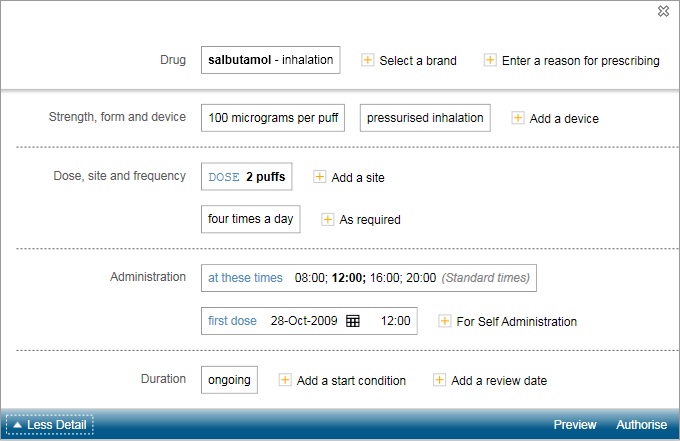 Drug salbutamol - inhalation Select a brand Enter a reason for prescribing
Strength, form and device 100 micrograms per puff pressurised inhalation Add a device
Dose, site and frequency DOSE 2 puffs Add a site
four times a day As required
Administration at these times 08:00; 12:00; 16:00; 20:00 (Standard times)
first dose 28-Oct-2009 12:00 For Self Administration
Duration ongoing Add a start condition Add a review date
Less Detail Preview Authorise